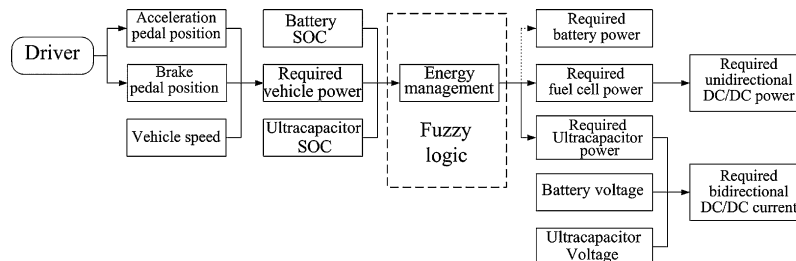 Driver
Acceleration
pedal position
Brake
pedal position
Vehicle speed
Battery
SOC
Required
vehicle power
Ultracapacitor
SOC
Energy
management
Fuzzy
logic
Required
battery power
Required
fuel cell power
Required
Ultracapacitor
power
Battery voltage
Ultracapacitor
Voltage
Required
unidirectional
DC/DC power
Required
bidirectional
DC/DC current